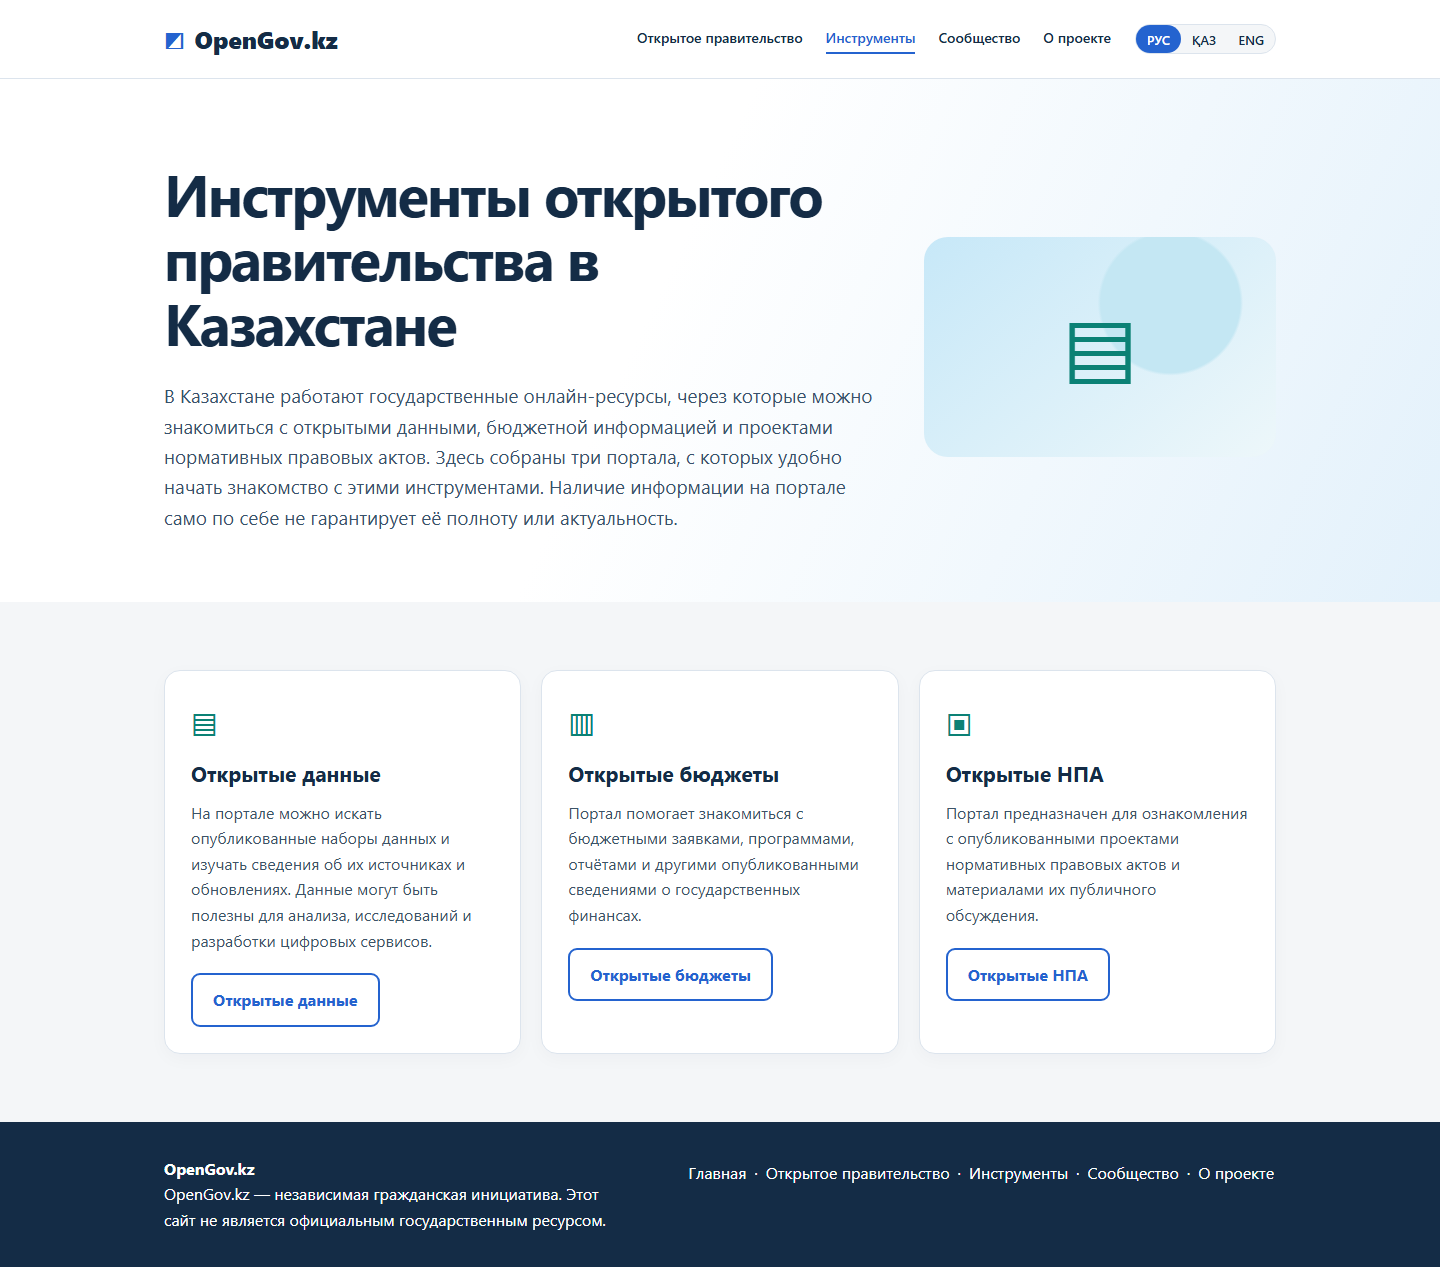 OpenGov.kz
Открытое правительство
Инструменты
Сообщество
О проекте
РУС
ҚАЗ
ENG
Инструменты открытого
правительства в
Казахстане
В Казахстане работают государственные онлайн-ресурсы, через которые можно
знакомиться с открытыми данными, бюджетной информацией и проектами
нормативных правовых актов. Здесь собраны три портала, с которых удобно
начать знакомство с этими инструментами. Наличие информации на портале
само по себе не гарантирует её полноту или актуальность.
Открытые данные
На портале можно искать
опубликованные наборы данных и
изучать сведения об их источниках и
обновлениях. Данные могут быть
полезны для анализа, исследований и
разработки цифровых сервисов.
Открытые данные
Открытые бюджеты
Портал помогает знакомиться с
бюджетными заявками, программами,
отчётами и другими опубликованными
сведениями о государственных
финансах.
Открытые бюджеты
Открытые НПА
Портал предназначен для ознакомления
с опубликованными проектами
нормативных правовых актов и
материалами их публичного
обсуждения.
Открытые НПА
OpenGov.kz
OpenGov.kz — независимая гражданская инициатива. Этот
сайт не является официальным государственным ресурсом.
Главная · Открытое правительство · Инструменты · Сообщество · О проекте